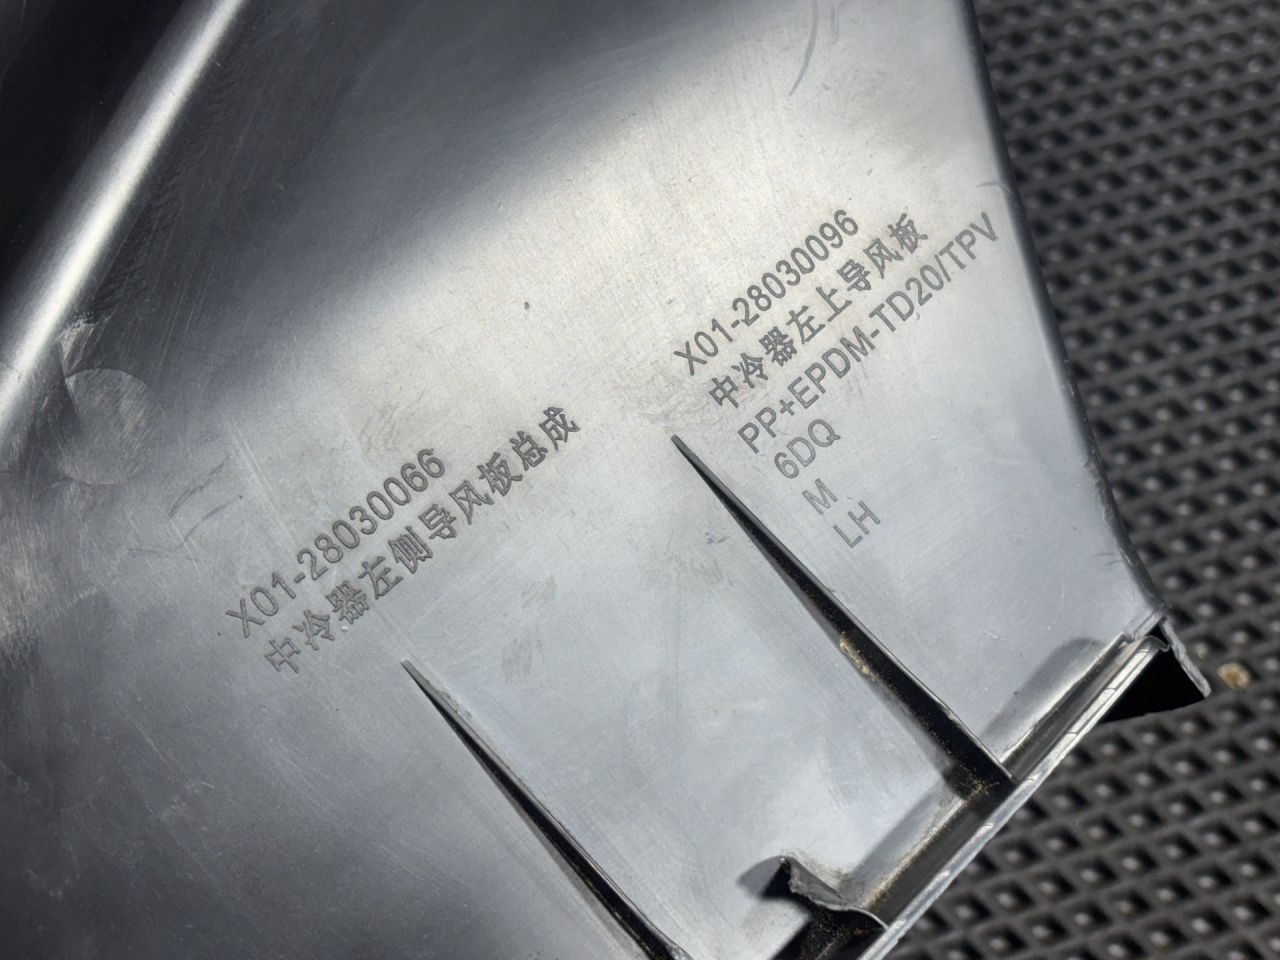 X01-28030066
中冷器左侧导风板总成
X01-28030096
中冷器左上导风板
PP+EPDM-TD20/TPV
6DQ
M
LH